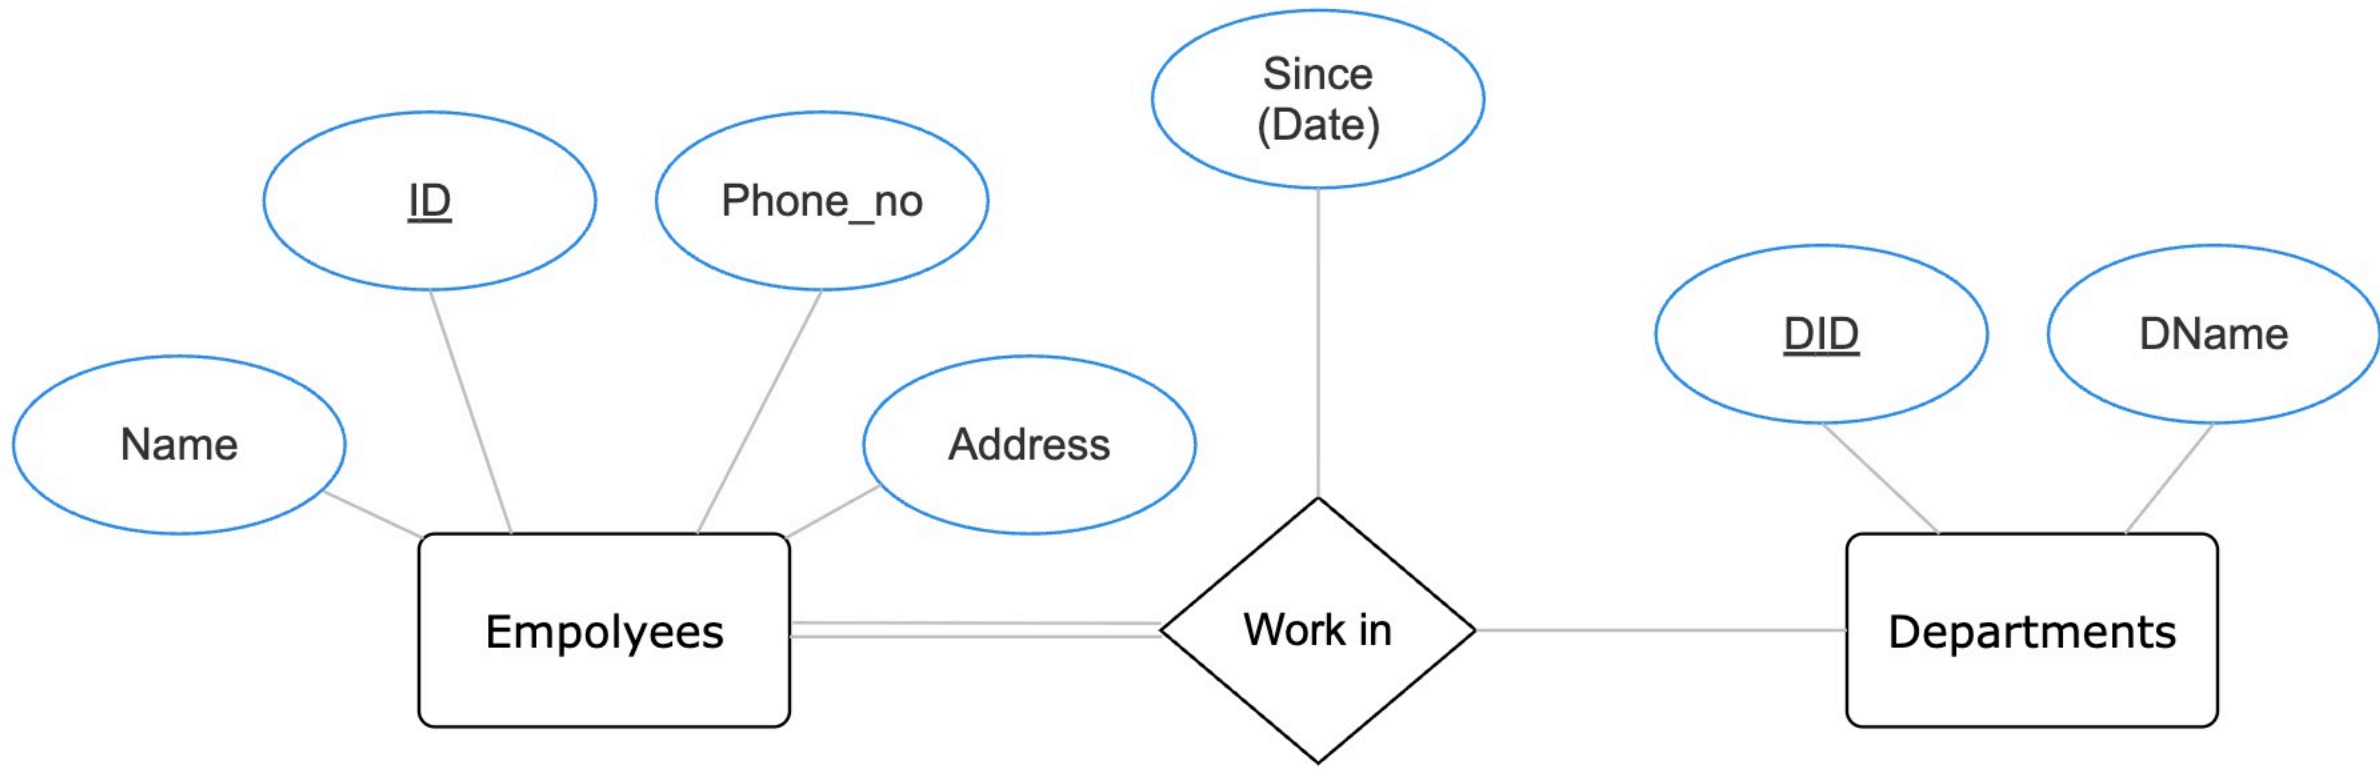 Since
(Date)
ID
Phone_no
DID
DName
Name
Address
Empolyees
Work in
Departments